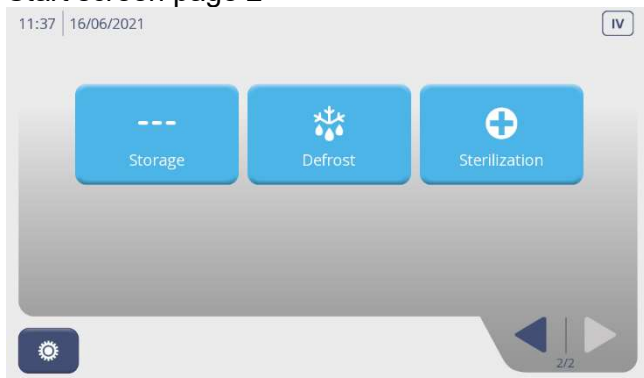 Start screen page 2
11:37 16/06/2021 IV
---
Storage Defrost Sterilization
2/2